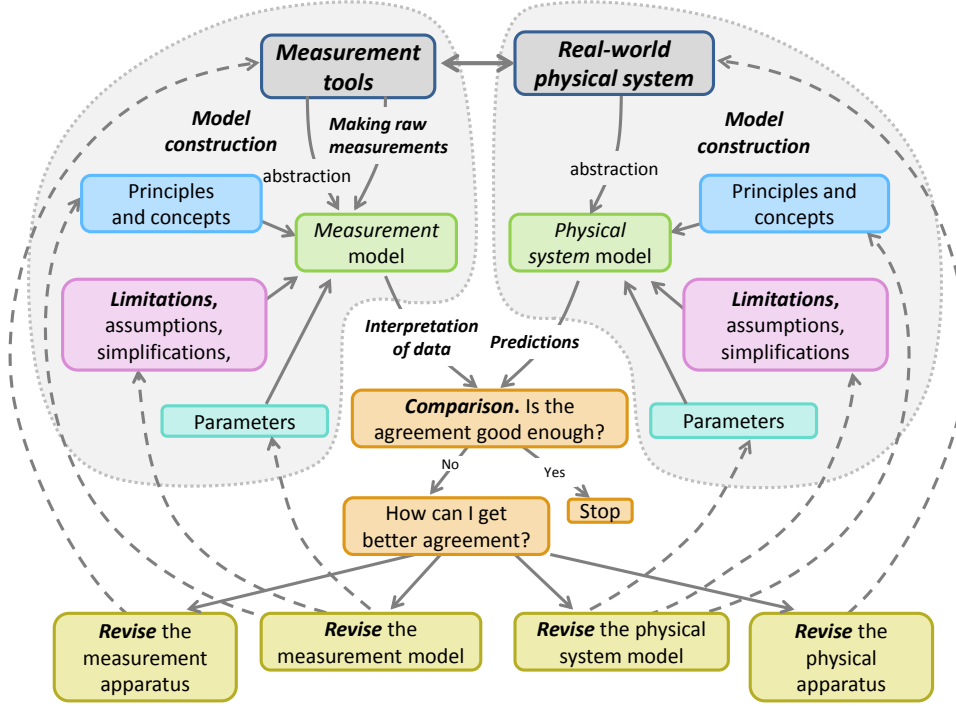 Measurement
tools
Real-world
physical system
Model
construction
Making raw
measurements
Model
construction
abstraction
abstraction
Principles
and concepts
Principles and
concepts
Measurement
model
Physical
system model
Limitations,
assumptions,
simplifications,
Limitations,
assumptions,
simplifications
Interpretation
of data
Predictions
Parameters
Comparison. Is the
agreement good enough?
Parameters
No
Yes
How can I get
better agreement?
Stop
Revise the
measurement
apparatus
Revise the
measurement model
Revise the physical
system model
Revise the
physical
apparatus